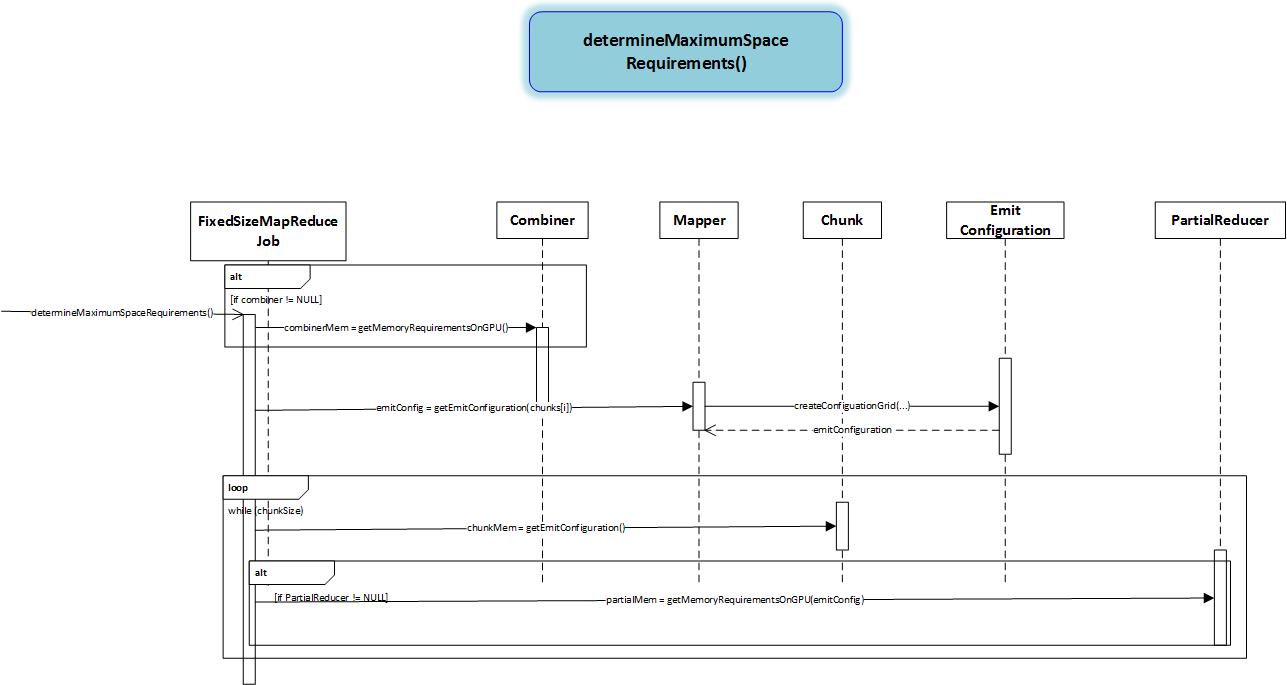 determineMaximumSpace
Requirements()
FixedSizeMapReduce
Job
Combiner
Mapper
Chunk
Emit
Configuration
PartialReducer
alt
[if combiner != NULL]
determineMaximumSpaceRequirements()
combinerMem = getMemoryRequirementsOnGPU()
emitConfig = getEmitConfiguration(chunks[i])
createConfiguationGrid(...)
emitConfiguration
loop
while (chunkSize)
chunkMem = getEmitConfiguration()
alt
[if PartialReducer != NULL]
partialMem = getMemoryRequirementsOnGPU(emitConfig)